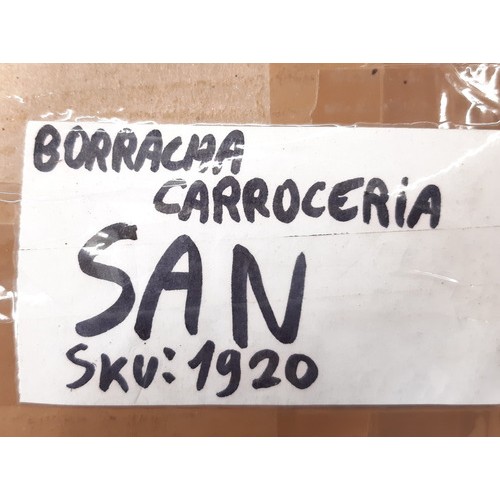 BORRACHA
CARROCERIA
SAN
SKU: 1920